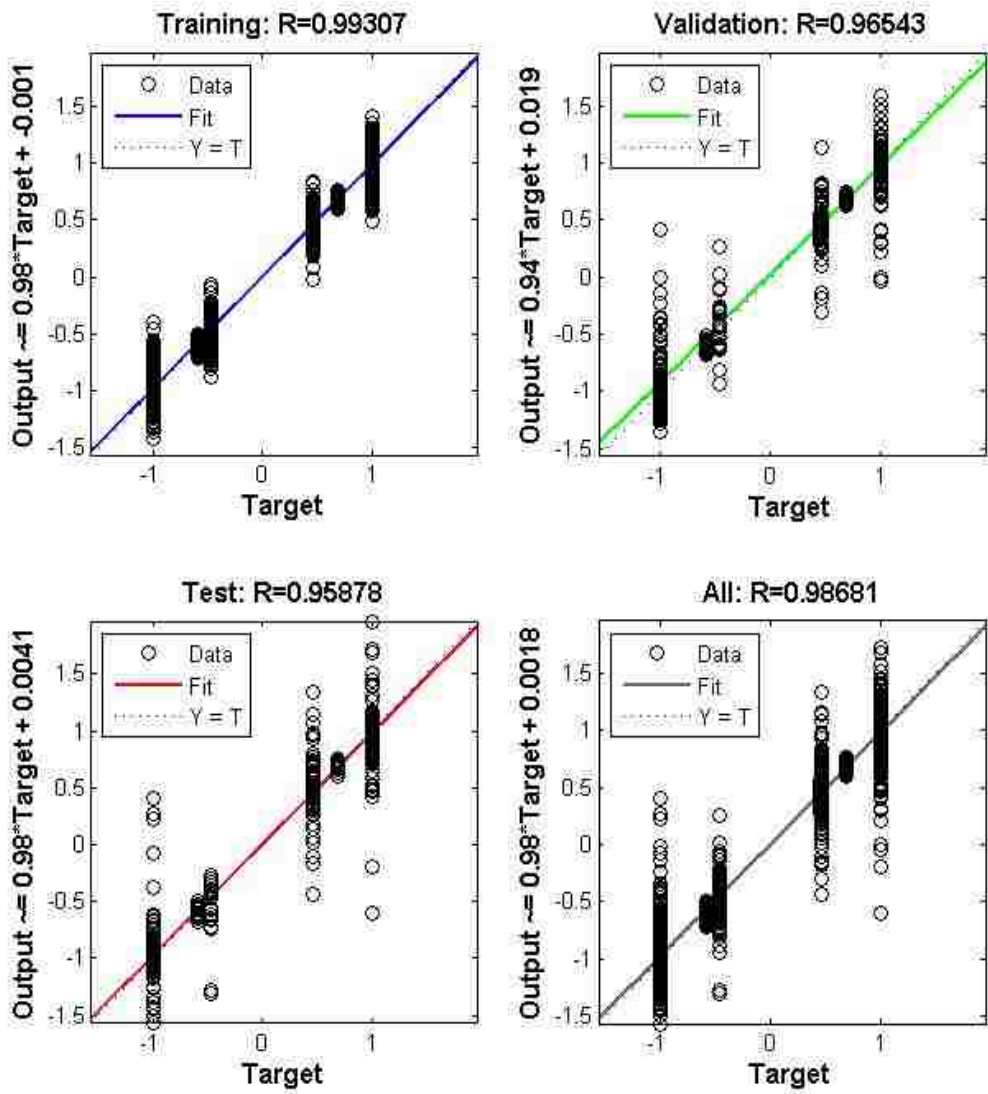 Training: R=0.99307
Output ~= 0.98*Target + -0.001
Data
Fit
Y = T
1.5
1
0.5
0
-0.5
-1
-1.5
-1
0
1
Target
Validation: R=0.96543
Output ~= 0.94*Target + 0.019
Data
Fit
Y = T
1.5
1
0.5
0
-0.5
-1
-1.5
-1
0
1
Target
Test: R=0.95878
Output ~= 0.98*Target + 0.0041
Data
Fit
Y = T
1.5
1
0.5
0
-0.5
-1
-1.5
-1
0
1
Target
All: R=0.98681
Output ~= 0.98*Target + 0.0018
Data
Fit
Y = T
1.5
1
0.5
0
-0.5
-1
-1.5
-1
0
1
Target